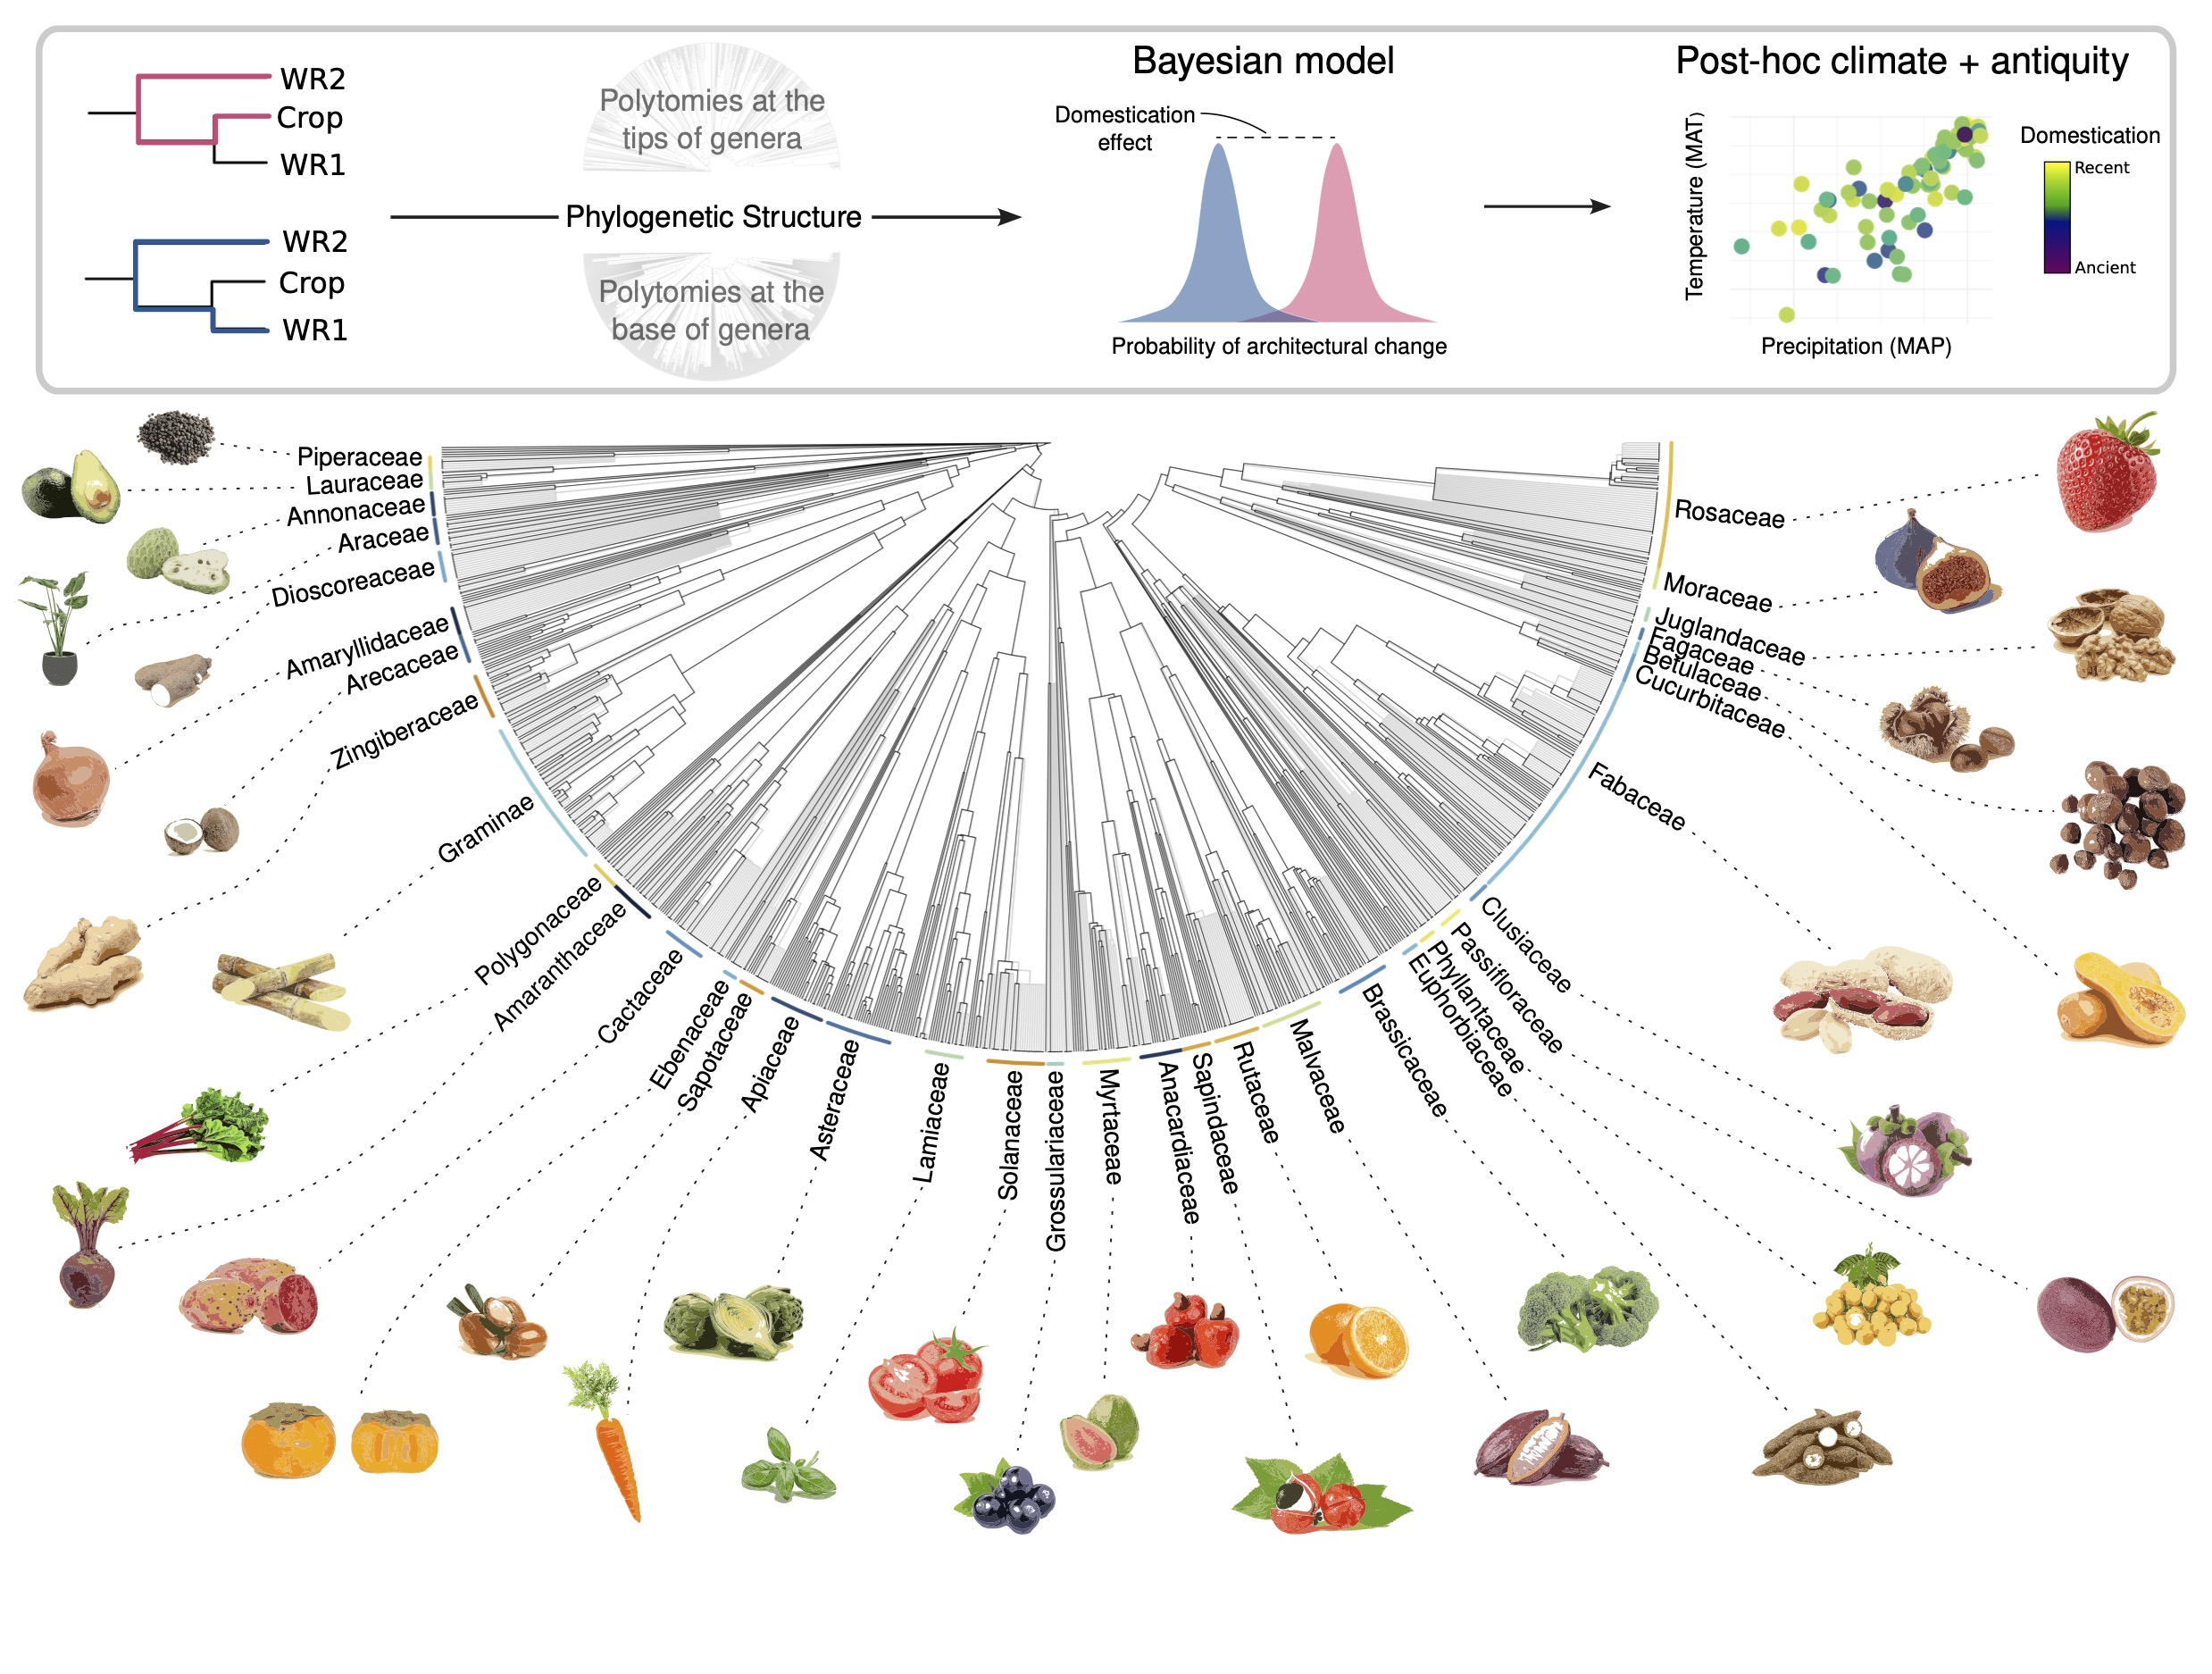 WR2
Crop
WR1
WR2
Crop
WR1
Polytomies at the
tips of genera
Phylogenetic Structure
Polytomies at the
base of genera
Bayesian model
Domestication
effect
Probability of architectural change
Post-hoc climate + antiquity
Temperature (MAT)
Precipitation (MAP)
Domestication
Recent
Ancient
Piperaceae
Lauraceae
Annonaceae
Araceae
Dioscoreaceae
Amaryllidaceae
Arecaceae
Zingiberaceae
Graminae
Polygonaceae
Amaranthaceae
Cactaceae
Ebenaceae
Sapotaceae
Apiaceae
Asteraceae
Lamiaceae
Solanaceae
Grossulariaceae
Myrtaceae
Anacardiaceae
Sapindaceae
Rutaceae
Malvaceae
Brassicaceae
Euphorbiaceae
Phyllantaceae
Passifloraceae
Clusiaceae
Fabaceae
Cucurbitaceae
Betulaceae
Fagaceae
Juglandaceae
Moraceae
Rosaceae